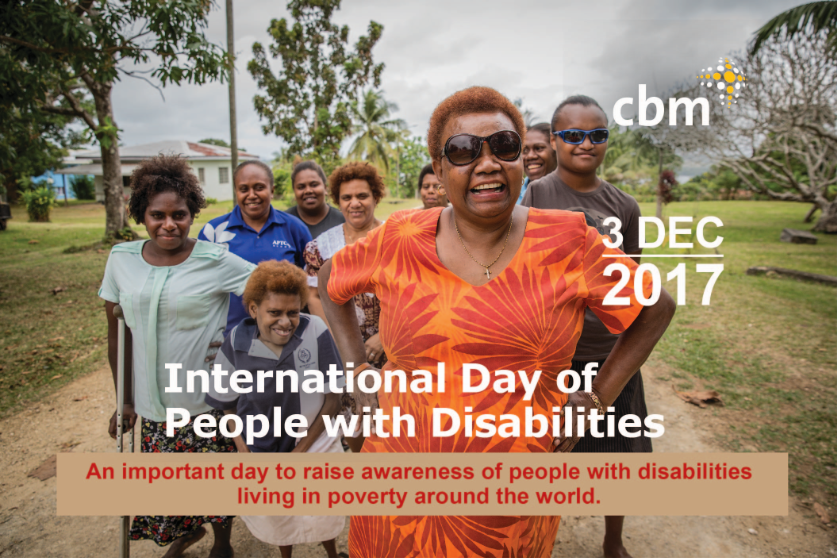 cbm
3 DEC
2017
International Day of
People with Disabilities
An important day to raise awareness of people with disabilities
living in poverty around the world.